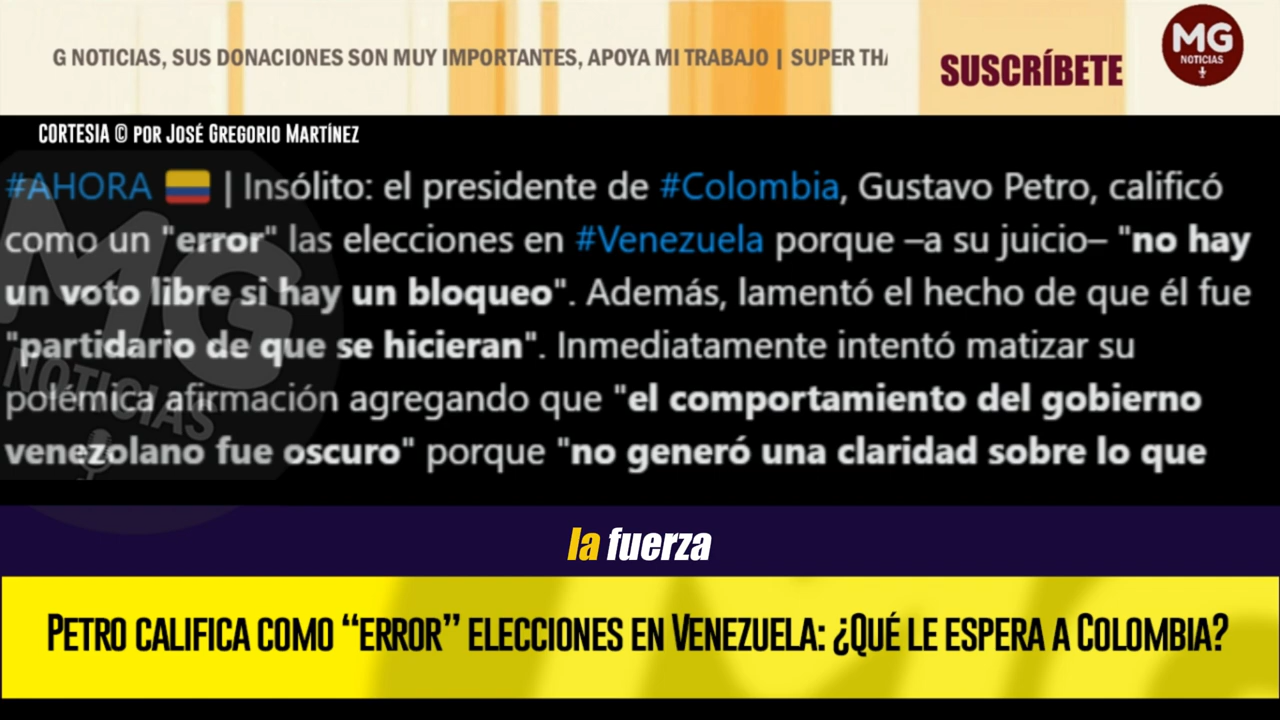 G NOTICIAS, SUS DONACIONES SON MUY IMPORTANTES, APOYA MI TRABAJO | SUPER
SUSCRÍBETE
MG
NOTICIAS
CORTESIA © POR JOSÉ GREGORIO MARTÍNEZ
#AHORA 🇨🇴 | Insólito: el presidente de #Colombia, Gustavo Petro, calificó
como un "error" las elecciones en #Venezuela porque –a su juicio– "no hay
un voto libre si hay un bloqueo". Además, lamentó el hecho de que él fue
"partidario de que se hicieran". Inmediatamente intentó matizar su
polémica afirmación agregando que "el comportamiento del gobierno
venezolano fue oscuro" porque "no generó una claridad sobre lo que
MG
NOTICIAS
la fuerza
PETRO CALIFICA COMO “ERROR” ELECCIONES EN VENEZUELA: ¿QUÉ LE ESPERA A COLOMBIA?